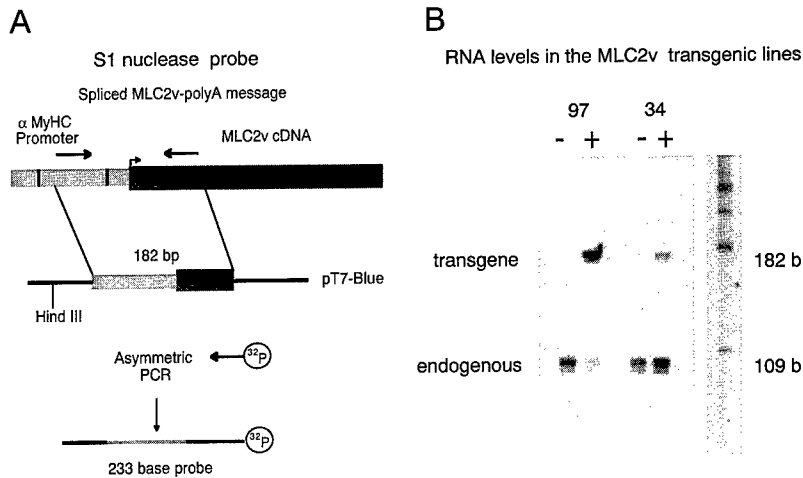 A
S1 nuclease probe
Spliced MLC2v-polyA message
α MyHC
Promoter
MLC2v cDNA
182 bp
pT7-Blue
Hind III
Asymmetric
PCR
32P
32P
233 base probe
B
RNA levels in the MLC2v transgenic lines
97 34
- + - +
transgene 182 b
endogenous 109 b